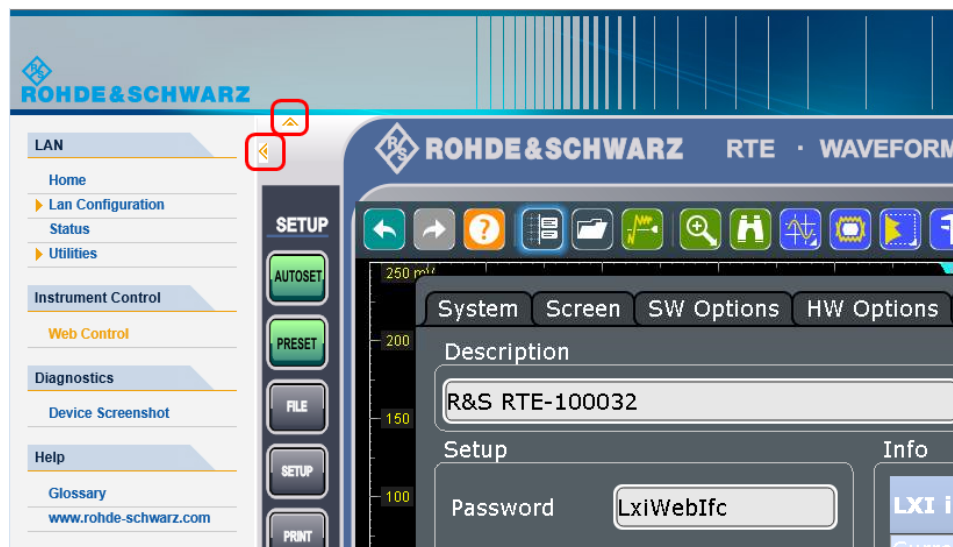 R&S
ROHDE&SCHWARZ
LAN
Home
Lan Configuration
Status
Utilities
Instrument Control
Web Control
Diagnostics
Device Screenshot
Help
Glossary
www.rohde-schwarz.com
SETUP
AUTOSET
PRESET
FILE
SETUP
PRINT
R&S ROHDE&SCHWARZ RTE · WAVEFORM
250 mV
200
150
100
System Screen SW Options HW Options
Description
R&S RTE-100032
Setup
Password LxiWebIfc
Info
LXI i